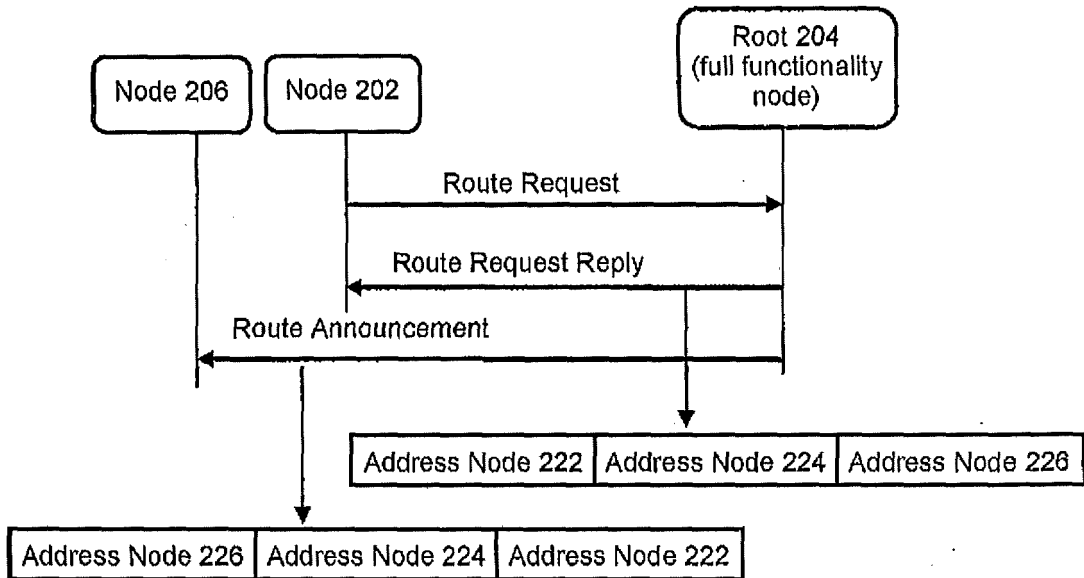 Node 206
Node 202
Root 204
(full functionality
node)
Route Request
Route Request Reply
Route Announcement
Address Node 222
Address Node 224
Address Node 226
Address Node 226
Address Node 224
Address Node 222